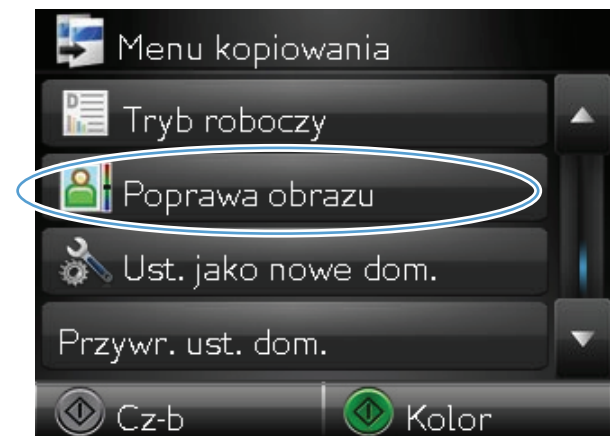 Menu kopiowania
Tryb roboczy
Poprawa obrazu
Ust. jako nowe dom.
Przywr. ust. dom.
Cz-b
Kolor